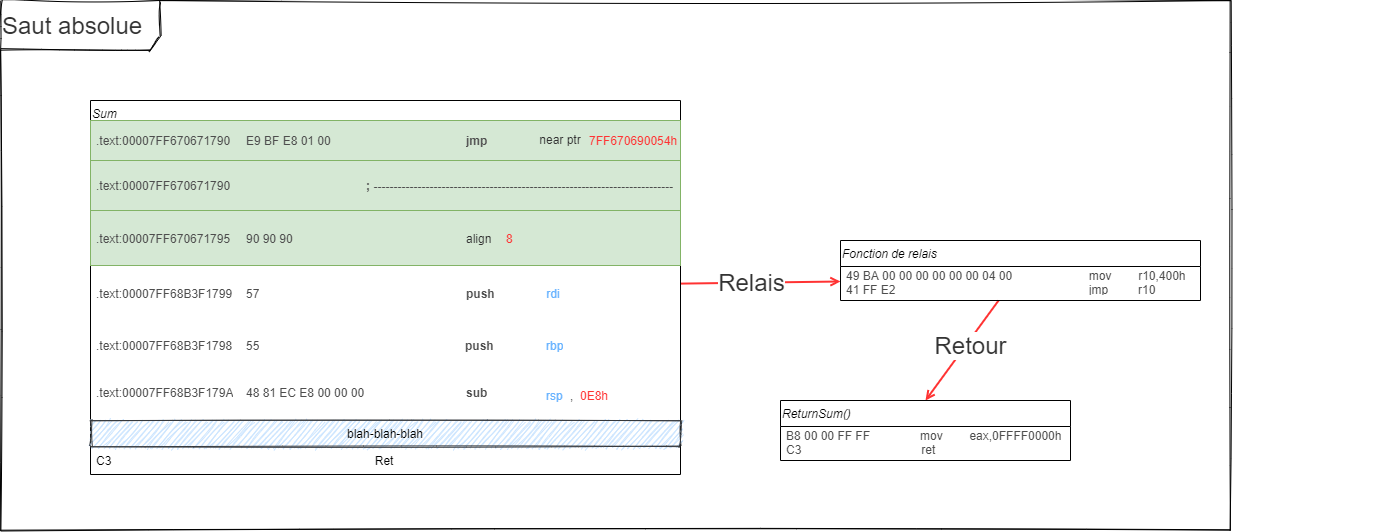 Saut absolue
Sum
.text:00007FF670671790 E9 BF E8 01 00 jmp near ptr 7FF670690054h
.text:00007FF670671790 ; ---------------------------------------------------------------------------
.text:00007FF670671795 90 90 90 align 8
.text:00007FF68B3F1799 57 push rdi
.text:00007FF68B3F1798 55 push rbp
.text:00007FF68B3F179A 48 81 EC E8 00 00 00 sub rsp , 0E8h
blah-blah-blah
C3 Ret
Relais
Fonction de relais
49 BA 00 00 00 00 00 00 04 00 mov r10,400h
41 FF E2 jmp r10
Retour
ReturnSum()
B8 00 00 FF FF mov eax,0FFFF0000h
C3 ret